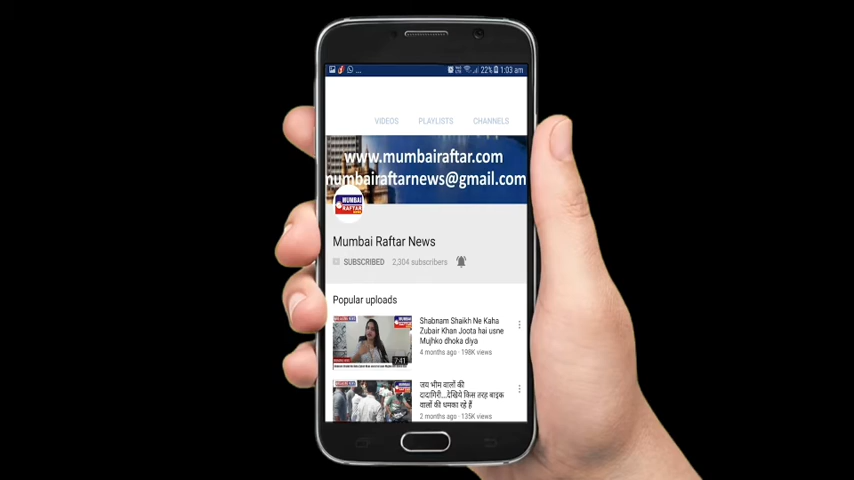 22% 1:03 am
VIDEOS PLAYLISTS CHANNELS
www.mumbairaftar.com
mumbairaftarnews@gmail.com
MUMBAI
RAFTAR
Mumbai Raftar News
SUBSCRIBED 2,304 subscribers
Popular uploads
Shabnam Shaikh Ne Kaha
Zubair Khan Joota hai usne
Mujhko dhoka diya
7:41
4 months ago · 198K views
जय भीम वालों की
दादागिरी...देखिये किस तरह बाइक
वालों की धमका रहे हैं
2 months ago · 135K views